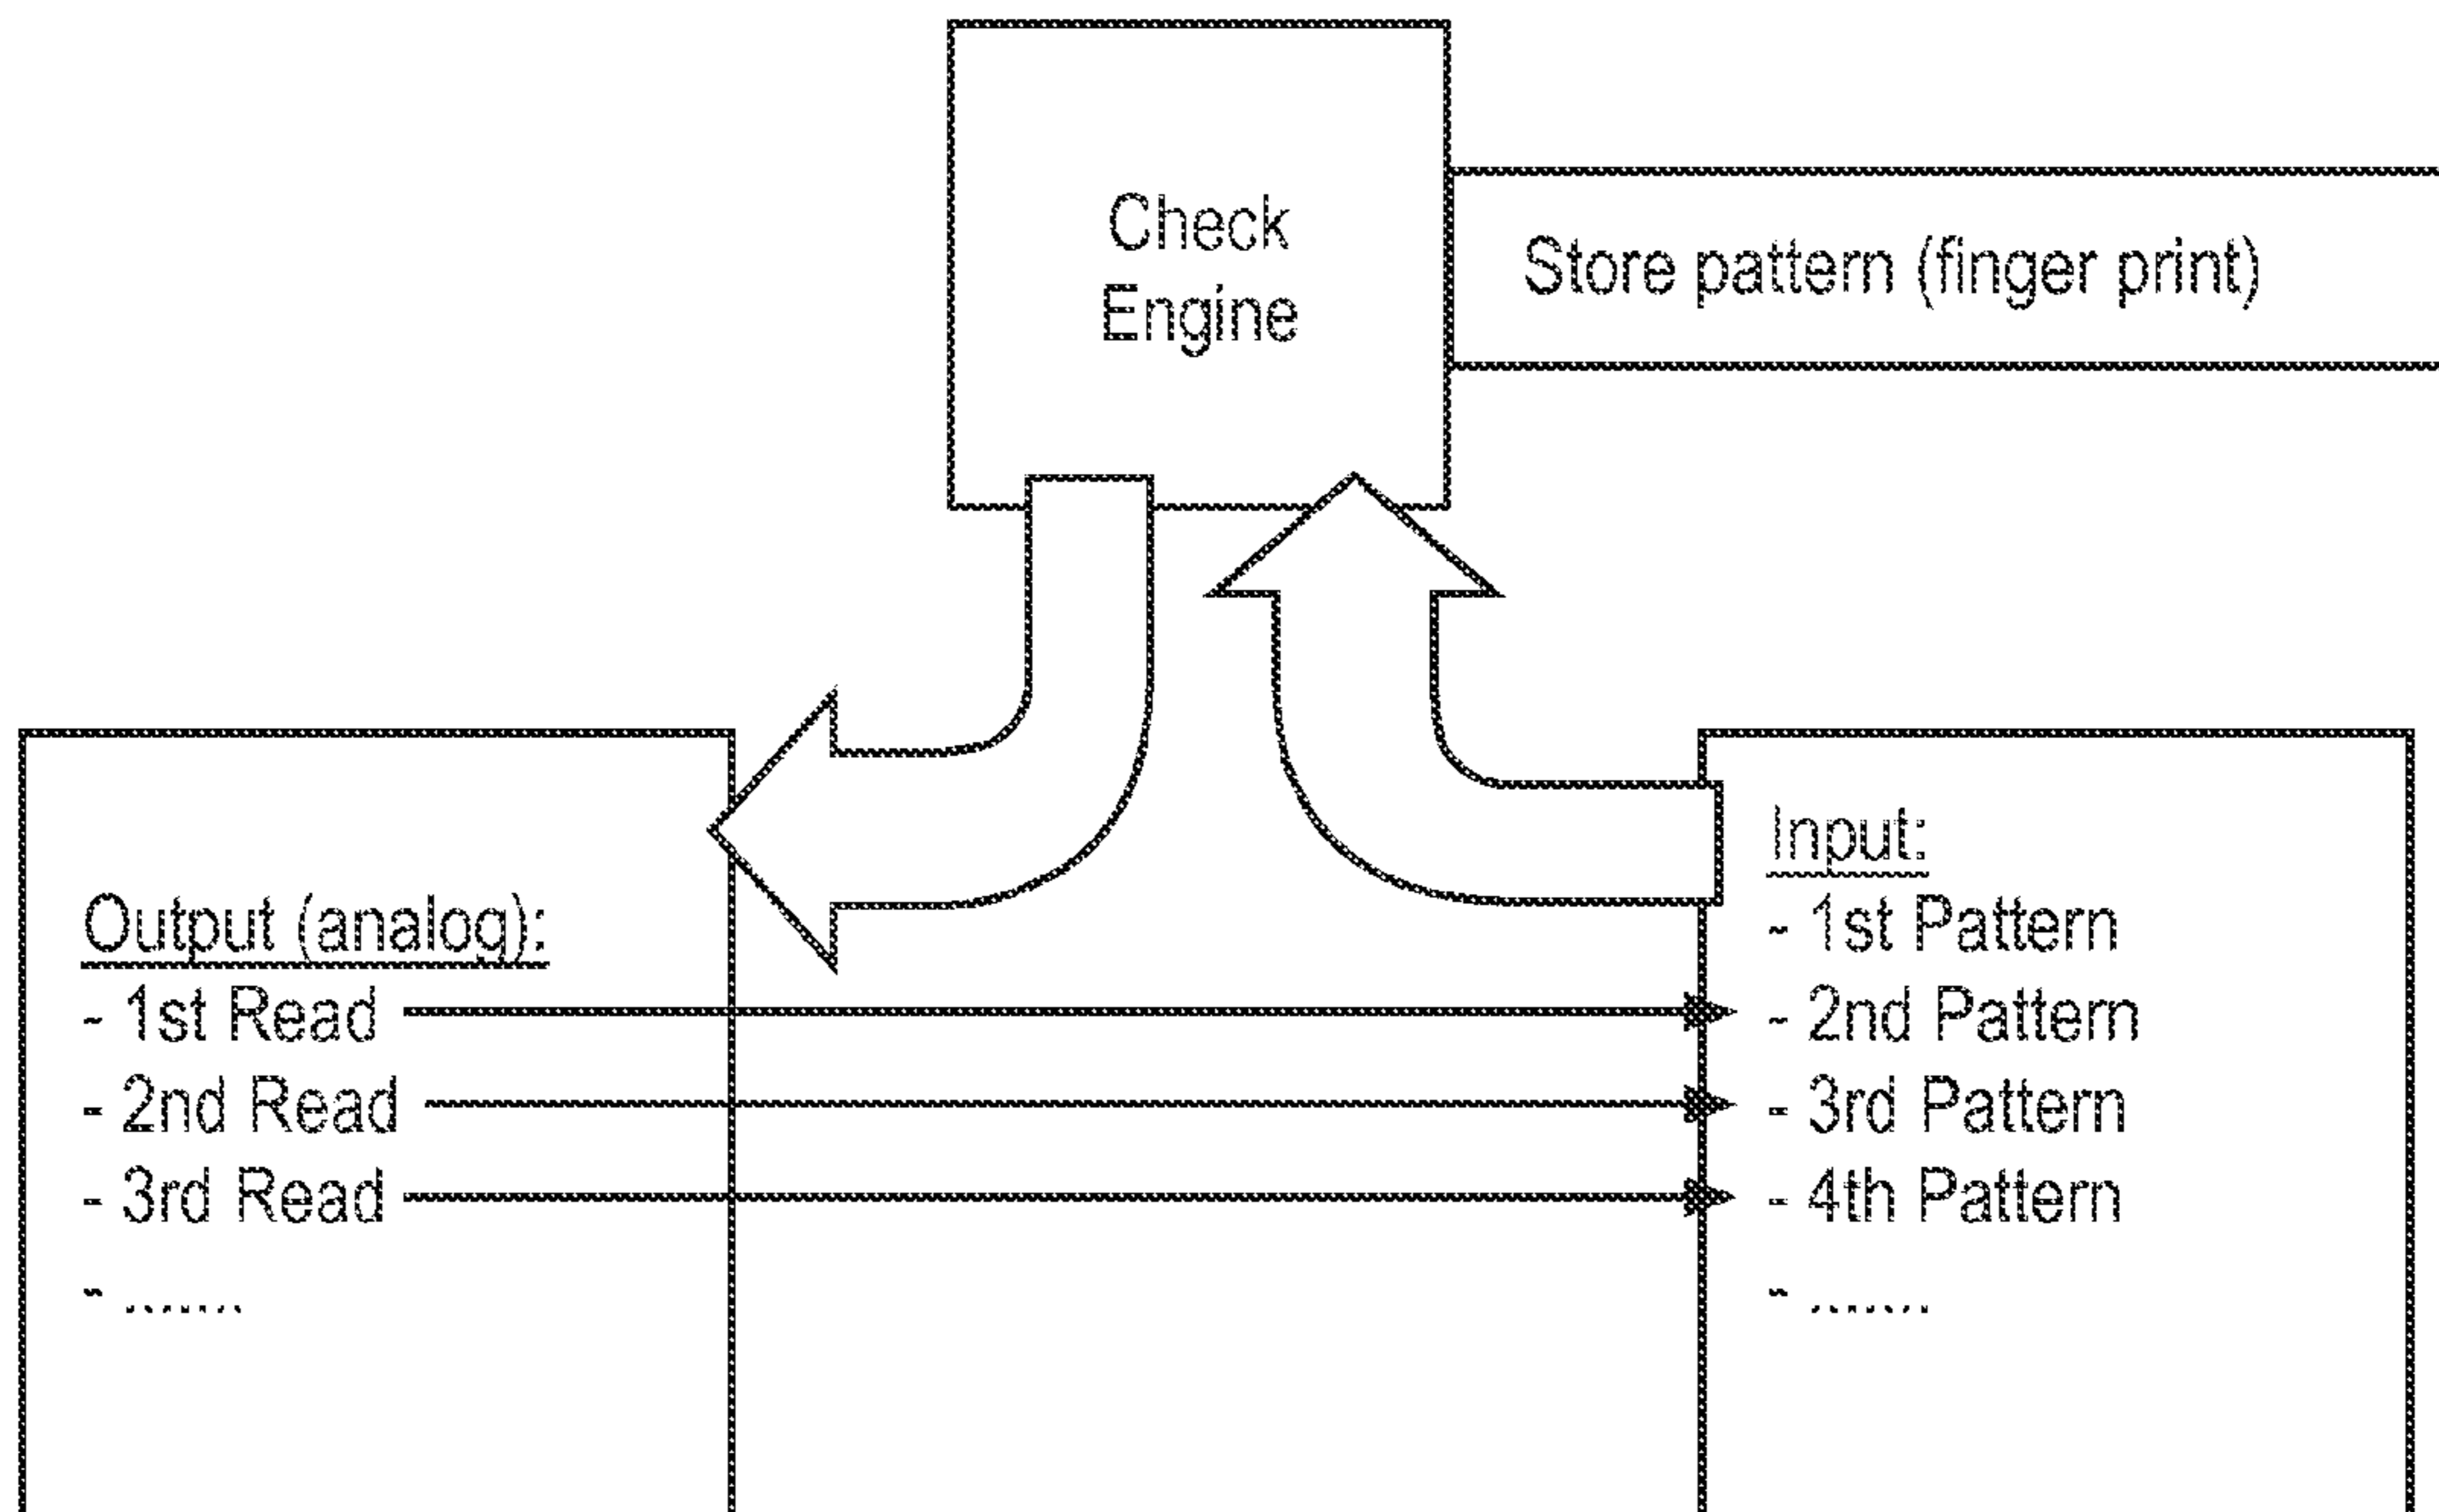 Check
Engine
Store pattern (finger print)
Output (analog):
- 1st Read
- 2nd Read
- 3rd Read
- .......
Input:
- 1st Pattern
- 2nd Pattern
- 3rd Pattern
- 4th Pattern
- .......